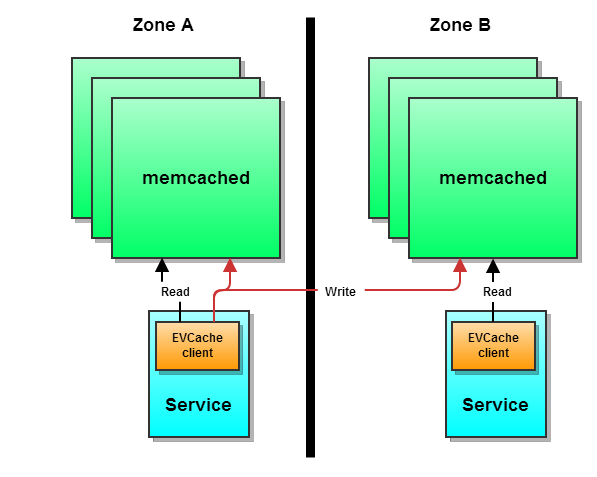 Zone A
Zone B
memcached
memcached
Read
Write
Read
EVCache
client
EVCache
client
Service
Service